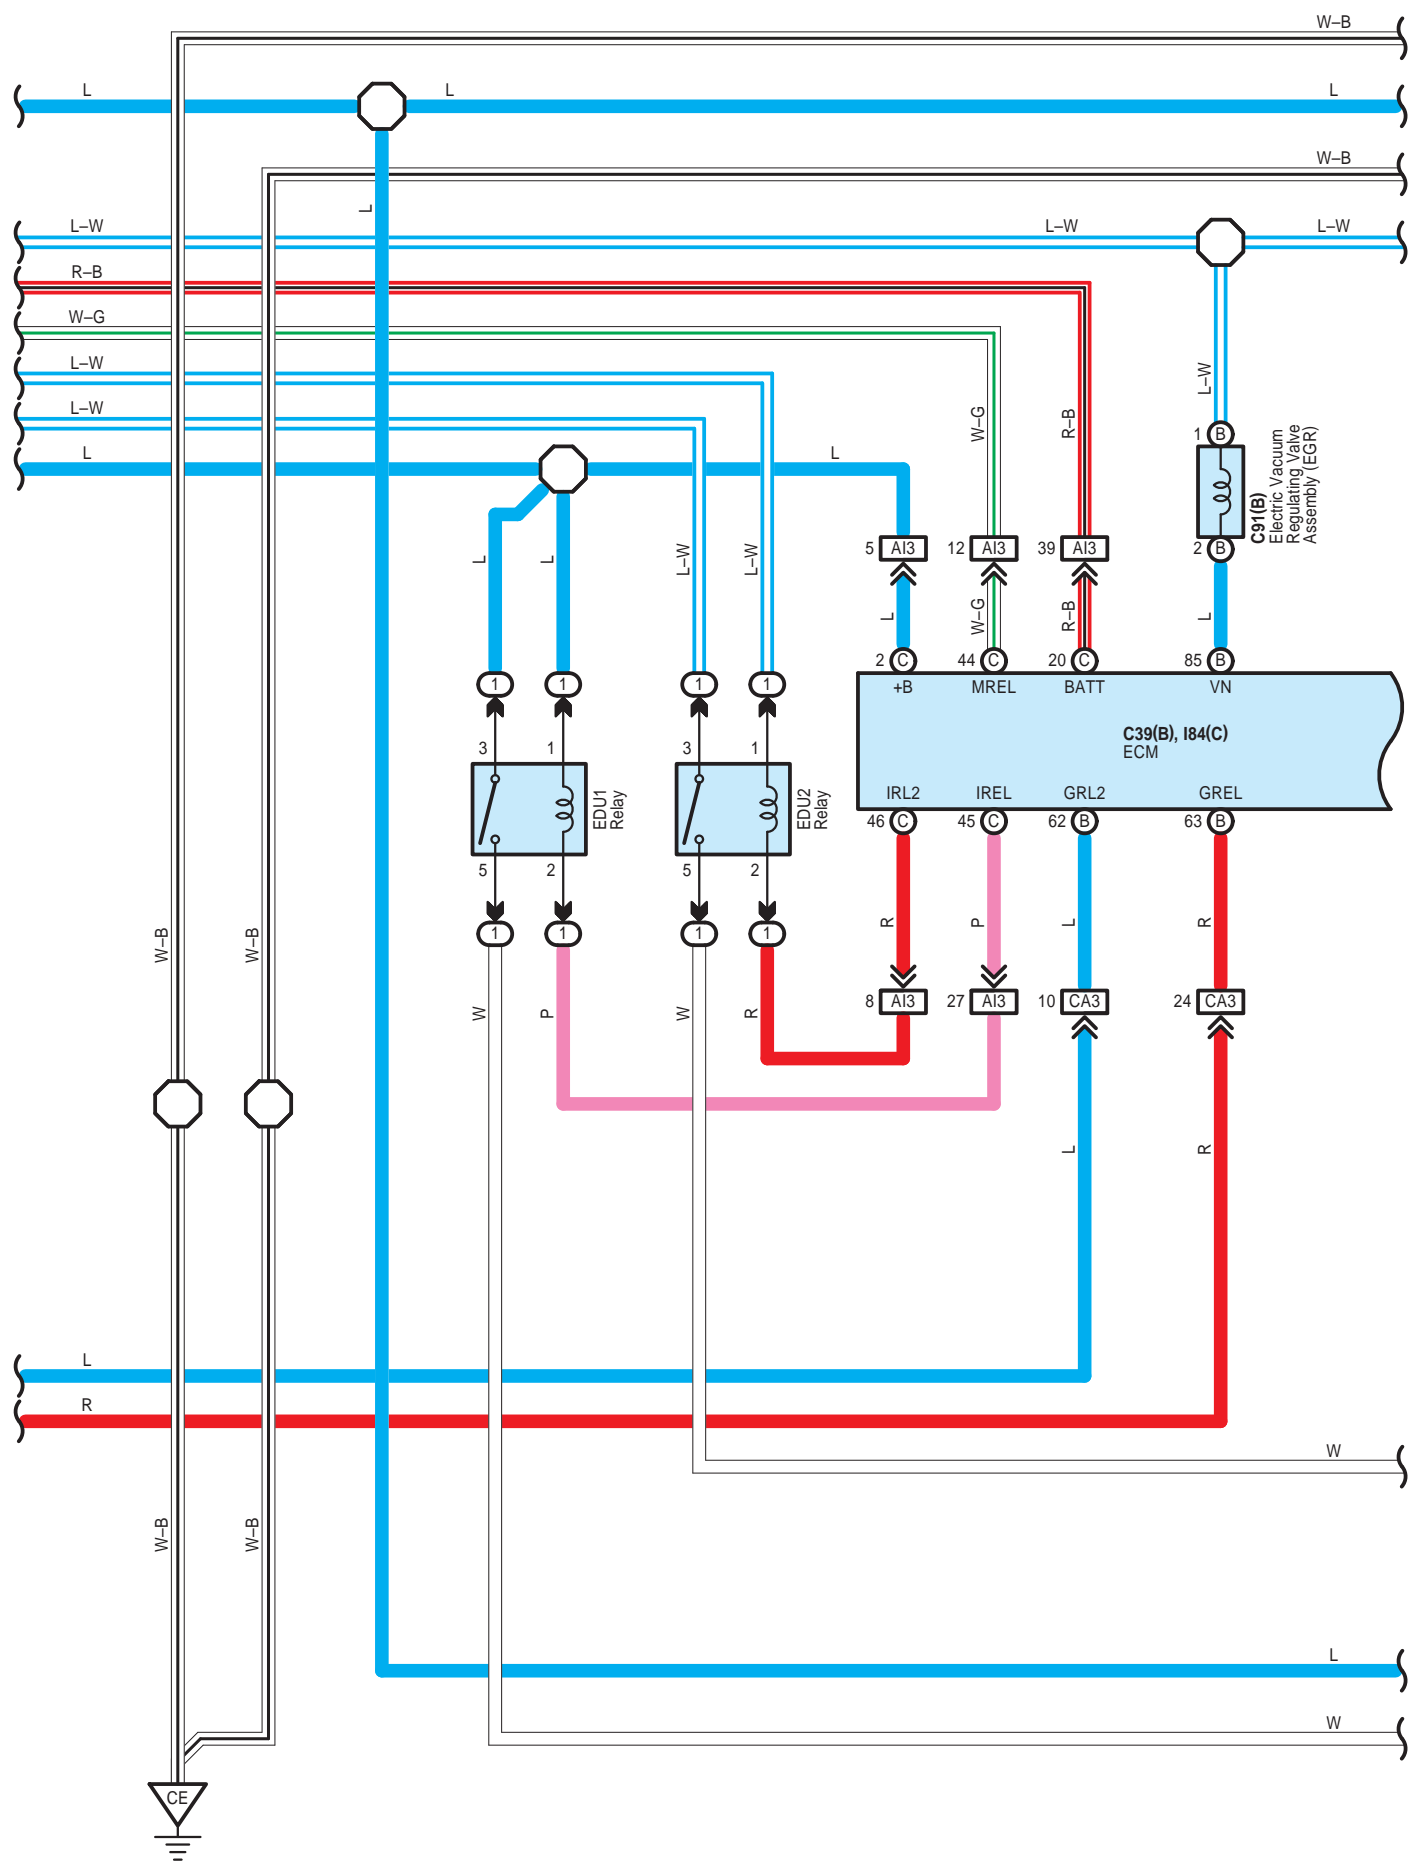 W–B
L
L
L
W–B
L
L–W
L–W
L–W
R–B
W–G
L–W
L–W
L–W
W–G
R–B
1 B
L
L
C91(B)
Electric Vacuum
Regulating Valve
Assembly (EGR)
5 AI3
12 AI3
39 AI3
2 B
L
L
L–W
L–W
L
W–G
R–B
L
2 C
44 C
20 C
85 B
1
1
1
1
+B
MREL
BATT
VN
C39(B), I84(C)
ECM
3
1
3
1
EDU1
Relay
EDU2
Relay
IRL2
IREL
GRL2
GREL
46 C
45 C
62 B
63 B
5
2
5
2
1
1
1
1
W–B
W–B
R
P
L
R
8 AI3
27 AI3
10 CA3
24 CA3
W
P
W
R
L
R
L
R
W
W–B
W–B
L
W
CE